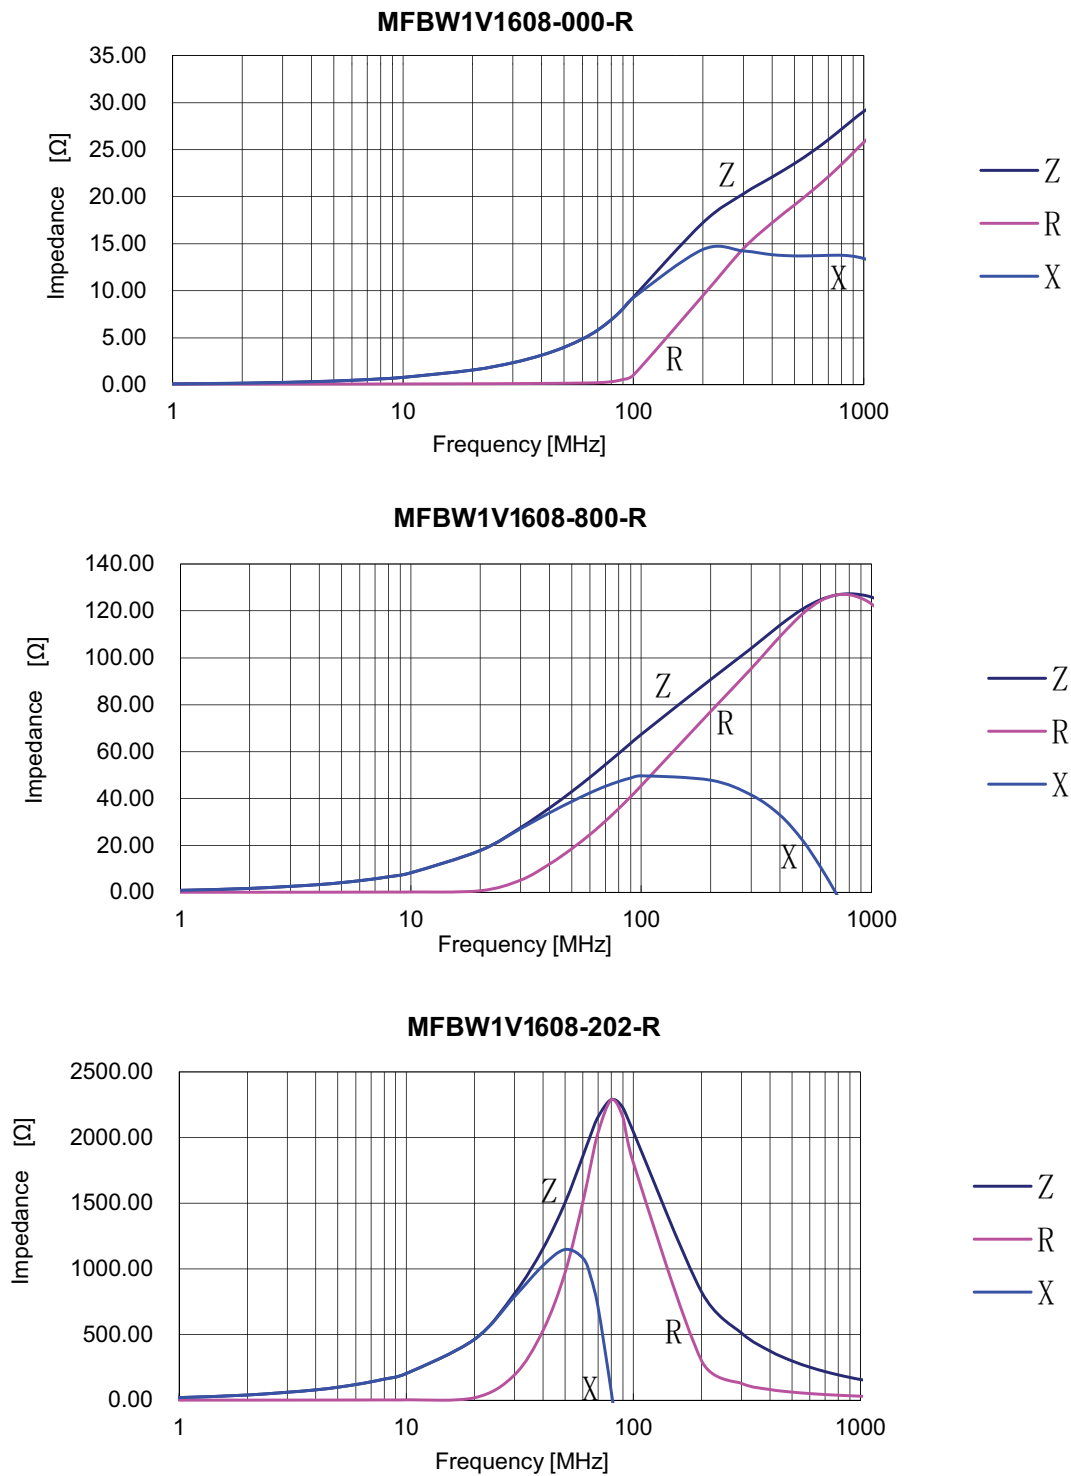 MFBW1V1608-000-R
35.00
30.00
25.00
20.00
15.00
10.00
5.00
0.00
Impedance [Ω]
Z
R
X
1 10 100 1000
Frequency [MHz]
Z
R
X
MFBW1V1608-800-R
140.00
120.00
100.00
80.00
60.00
40.00
20.00
0.00
Impedance [Ω]
Z
R
X
1 10 100 1000
Frequency [MHz]
Z
R
X
MFBW1V1608-202-R
2500.00
2000.00
1500.00
1000.00
500.00
0.00
Impedance [Ω]
Z
R
X
1 10 100 1000
Frequency [MHz]
Z
R
X